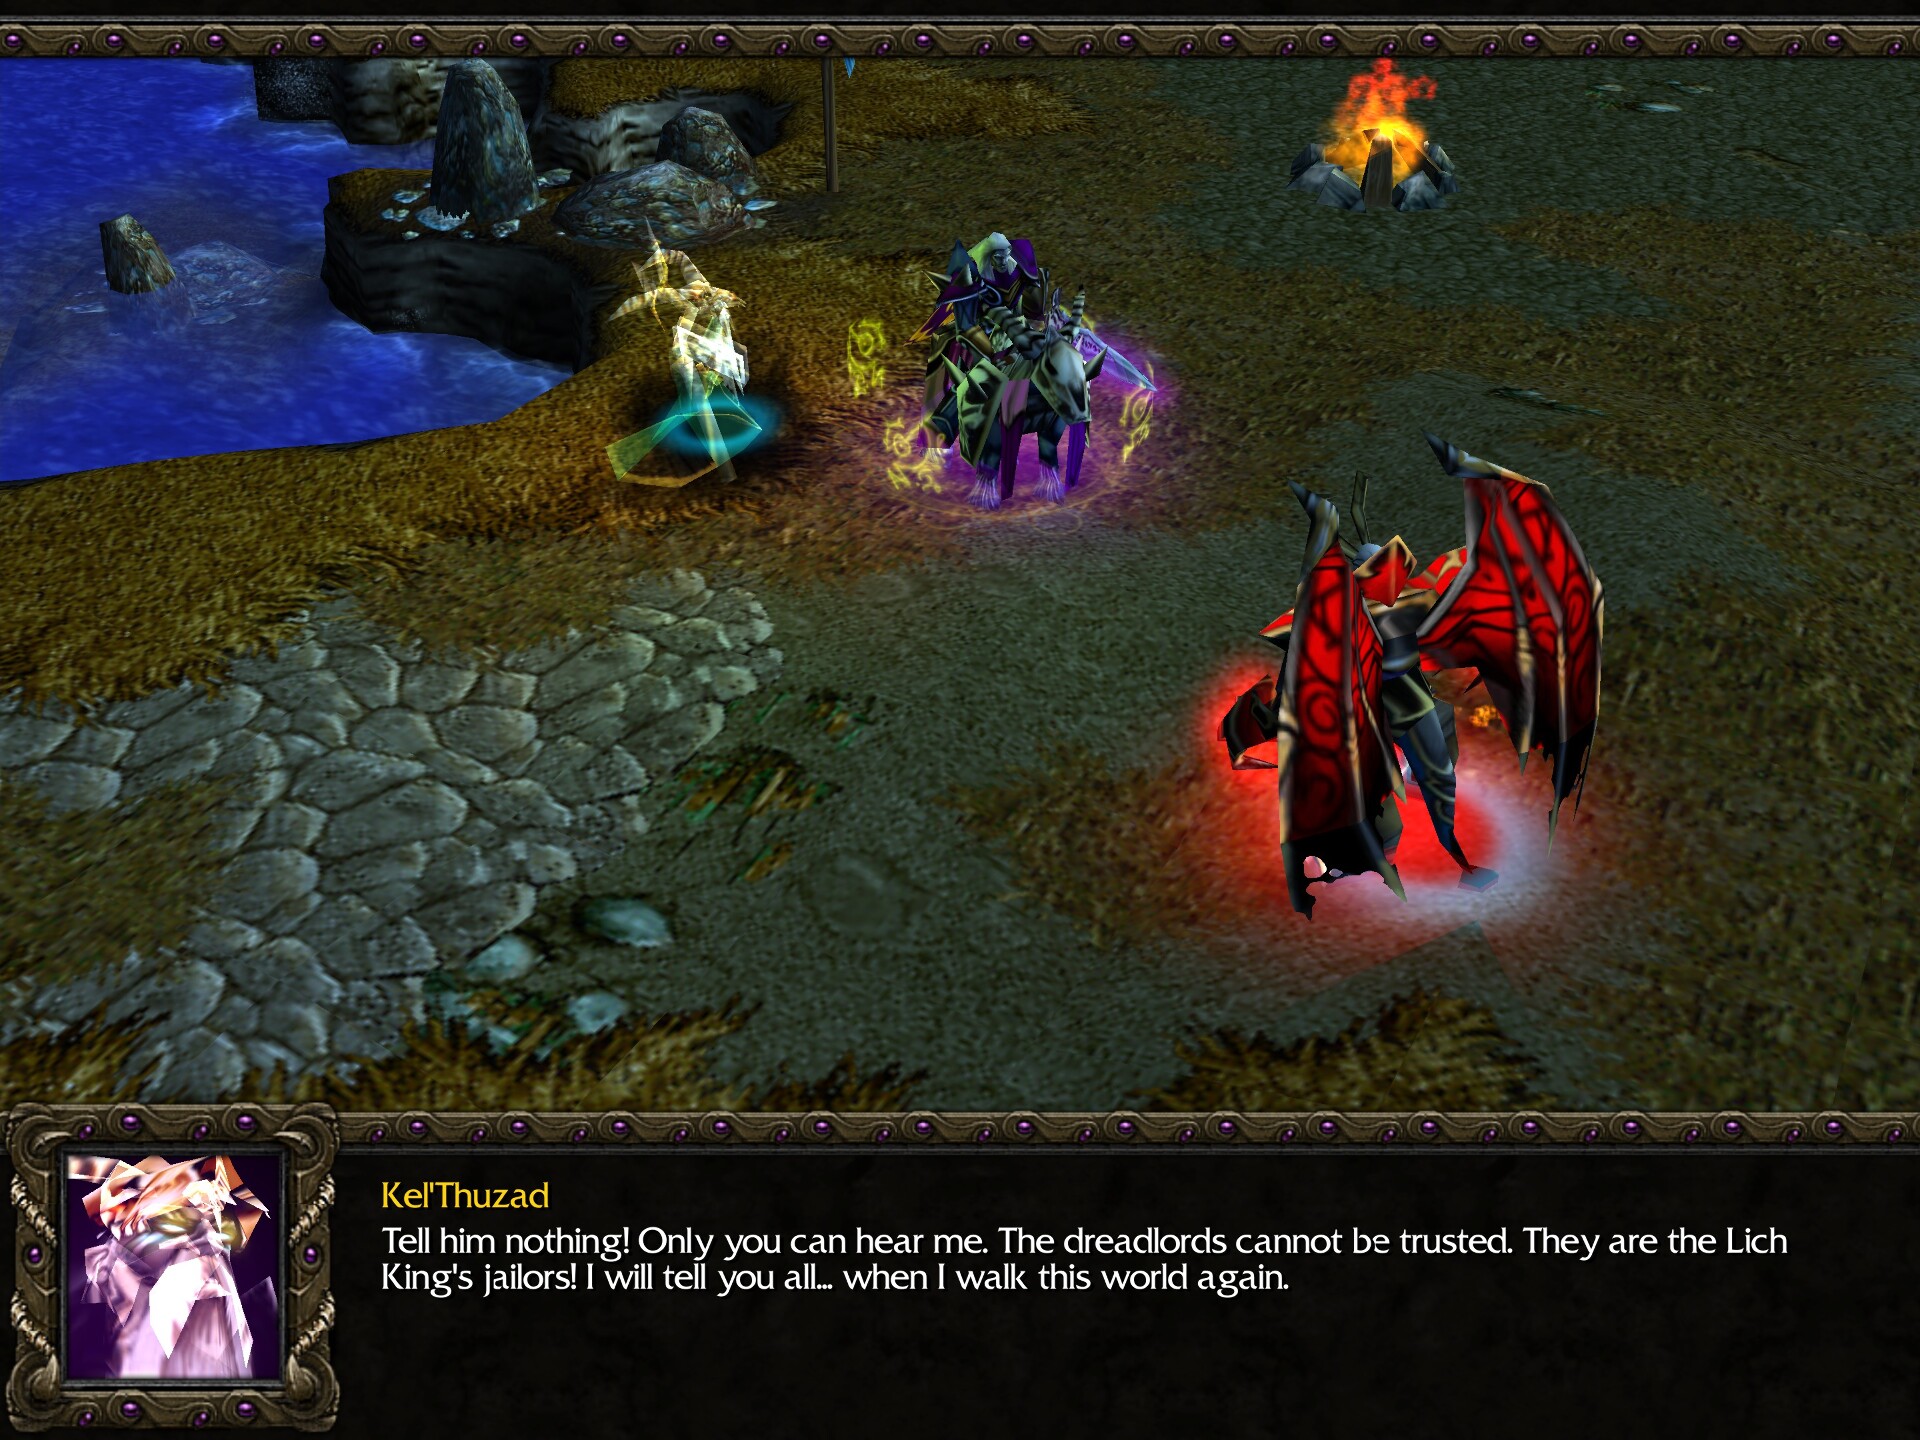 Kel'Thuzad
Tell him nothing! Only you can hear me. The dreadlords cannot be trusted. They are the Lich
King's jailors! I will tell you all... when I walk this world again.